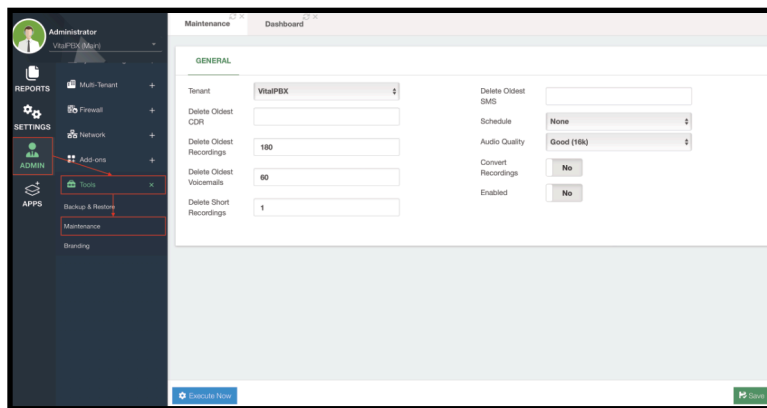 Administrator
VitalPBX (Main)
REPORTS
SETTINGS
ADMIN
APPS
Multi-Tenant +
Firewall +
Network +
Add-ons +
Tools ×
Backup & Restore
Maintenance
Branding
Maintenance
Dashboard
GENERAL
Tenant VitalPBX
Delete Oldest
CDR
Delete Oldest
Recordings 180
Delete Oldest
Voicemails 60
Delete Short
Recordings 1
Delete Oldest
SMS
Schedule None
Audio Quality Good (16k)
Convert
Recordings No
Enabled No
Execute Now
Save